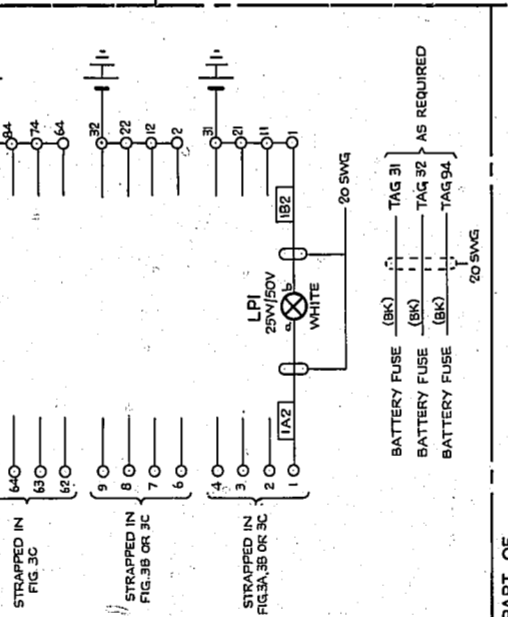 84
74
64
32
22
12
2
31
21
11
1
1B2
20 SWG
AS REQUIRED
LP1
25W/50V
a b
WHITE
1A2
BATTERY FUSE (BK) TAG 31
BATTERY FUSE (BK) TAG 32
BATTERY FUSE (BK) TAG 94
20 SWG
64
63
62
9
8
7
6
4
3
2
1
STRAPPED IN
FIG. 3C
STRAPPED IN
FIG. 3B OR 3C
STRAPPED IN
FIG.3A,3B OR 3C
PART OF